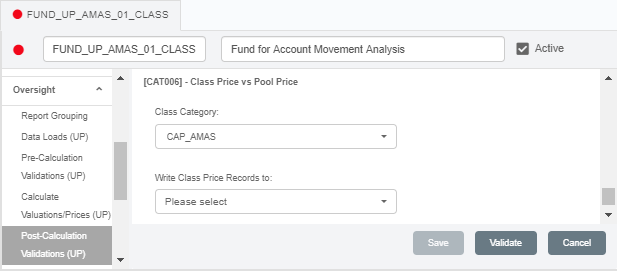 FUND_UP_AMAS_01_CLASS
FUND_UP_AMAS_01_CLASS
Fund for Account Movement Analysis
Active
Oversight
Report Grouping
Data Loads (UP)
Pre-Calculation
Validations (UP)
Calculate
Valuations/Prices (UP)
Post-Calculation
Validations (UP)
[CAT006] - Class Price vs Pool Price
Class Category:
CAP_AMAS
Write Class Price Records to:
Please select
Save
Validate
Cancel